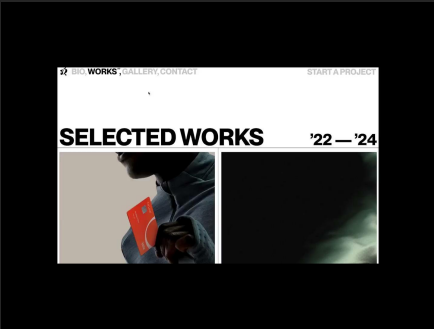 BIO, WORKS, GALLERY, CONTACT
START A PROJECT
SELECTED WORKS
’22 — ’24